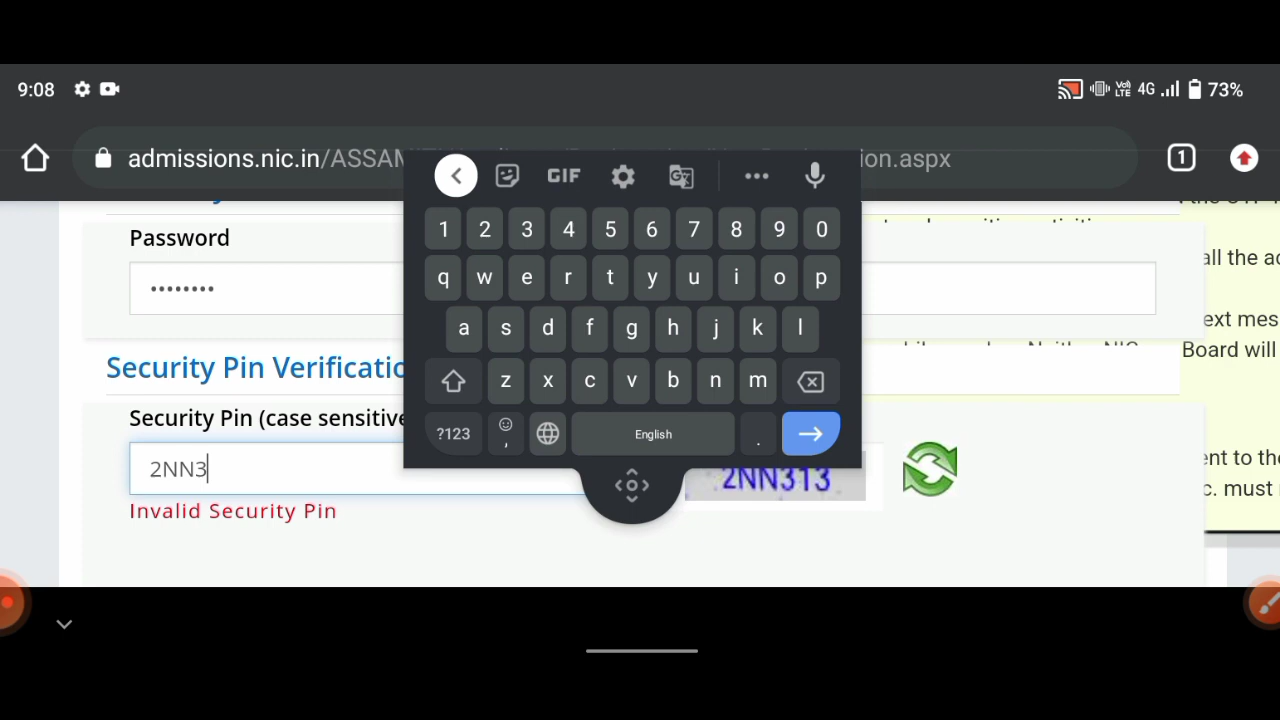 9:08 4G 73%
admissions.nic.in/ASSAM ion.aspx 1
GIF
Password
••••••••
1 2 3 4 5 6 7 8 9 0
q w e r t y u i o p
a s d f g h j k l
z x c v b n m
?123 , English .
all the
ext mes
Board will
Security Pin Verificatio
Security Pin (case sensitive
2NN3
2NN313
Invalid Security Pin
ent to the
c. must